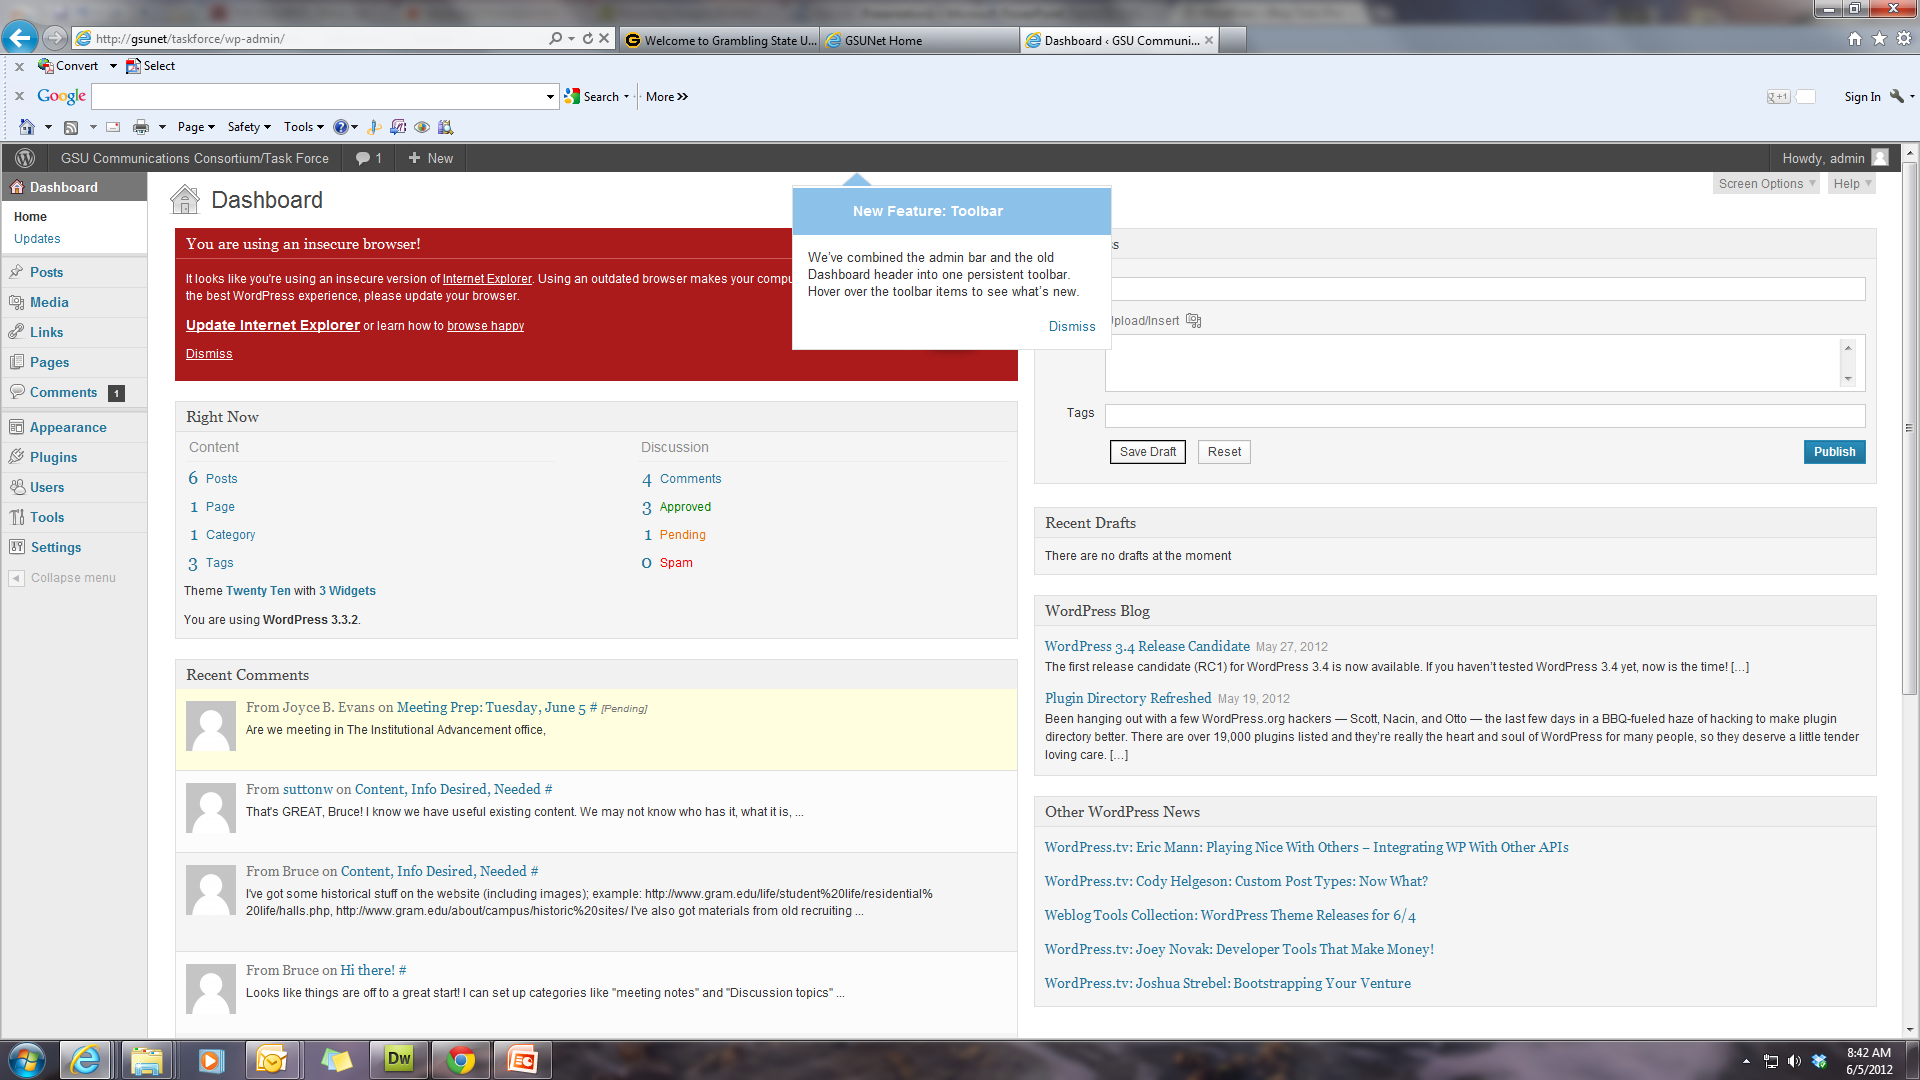 http://gsunet/taskforce/wp-admin/
Welcome to Grambling State U...
GSUNet Home
Dashboard ‹ GSU Communi...
Convert
Select
Google
Search
More »
+1
Sign In
Page
Safety
Tools
GSU Communications Consortium/Task Force
1
New
Howdy, admin
Dashboard
Home
Updates
Posts
Media
Links
Pages
Comments 1
Appearance
Plugins
Users
Tools
Settings
Collapse menu
Dashboard
Screen Options
Help
You are using an insecure browser!
It looks like you're using an insecure version of Internet Explorer. Using an outdated browser makes your compu
the best WordPress experience, please update your browser.
Update Internet Explorer or learn how to browse happy
Dismiss
New Feature: Toolbar
We've combined the admin bar and the old
Dashboard header into one persistent toolbar.
Hover over the toolbar items to see what's new.
Dismiss
Right Now
Content
6 Posts
1 Page
1 Category
3 Tags
Discussion
4 Comments
3 Approved
1 Pending
0 Spam
Theme Twenty Ten with 3 Widgets
You are using WordPress 3.3.2.
Recent Comments
From Joyce B. Evans on Meeting Prep: Tuesday, June 5 # [Pending]
Are we meeting in The Institutional Advancement office,
From suttonw on Content, Info Desired, Needed #
That's GREAT, Bruce! I know we have useful existing content. We may not know who has it, what it is, ...
From Bruce on Content, Info Desired, Needed #
I've got some historical stuff on the website (including images); example: http://www.gram.edu/life/student%20life/residential%
20life/halls.php, http://www.gram.edu/about/campus/historic%20sites/ I've also got materials from old recruiting ...
From Bruce on Hi there! #
Looks like things are off to a great start! I can set up categories like "meeting notes" and "Discussion topics" ...
s
Upload/Insert
Tags
Save Draft
Reset
Publish
Recent Drafts
There are no drafts at the moment
WordPress Blog
WordPress 3.4 Release Candidate May 27, 2012
The first release candidate (RC1) for WordPress 3.4 is now available. If you haven't tested WordPress 3.4 yet, now is the time! [...]
Plugin Directory Refreshed May 19, 2012
Been hanging out with a few WordPress.org hackers — Scott, Nacin, and Otto — the last few days in a BBQ-fueled haze of hacking to make plugin
directory better. There are over 19,000 plugins listed and they're really the heart and soul of WordPress for many people, so they deserve a little tender
loving care. [...]
Other WordPress News
WordPress.tv: Eric Mann: Playing Nice With Others – Integrating WP With Other APIs
WordPress.tv: Cody Helgeson: Custom Post Types: Now What?
Weblog Tools Collection: WordPress Theme Releases for 6/4
WordPress.tv: Joey Novak: Developer Tools That Make Money!
WordPress.tv: Joshua Strebel: Bootstrapping Your Venture
Dw
8:42 AM
6/5/2012